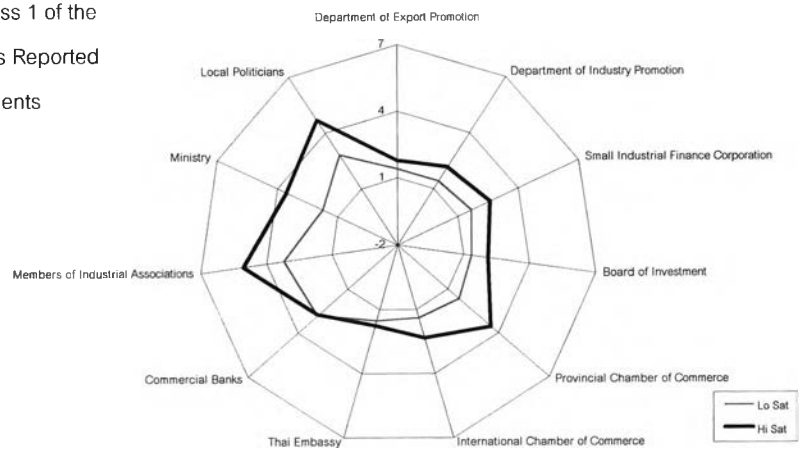 ss 1 of the
s Reported
ents
Department of Export Promotion
7
Local Politicians
Department of Industry Promotion
4
Ministry
Small Industrial Finance Corporation
1
-2
Members of Industrial Associations
Board of Investment
Commercial Banks
Provincial Chamber of Commerce
Lo Sat
Hi Sat
Thai Embassy
International Chamber of Commerce